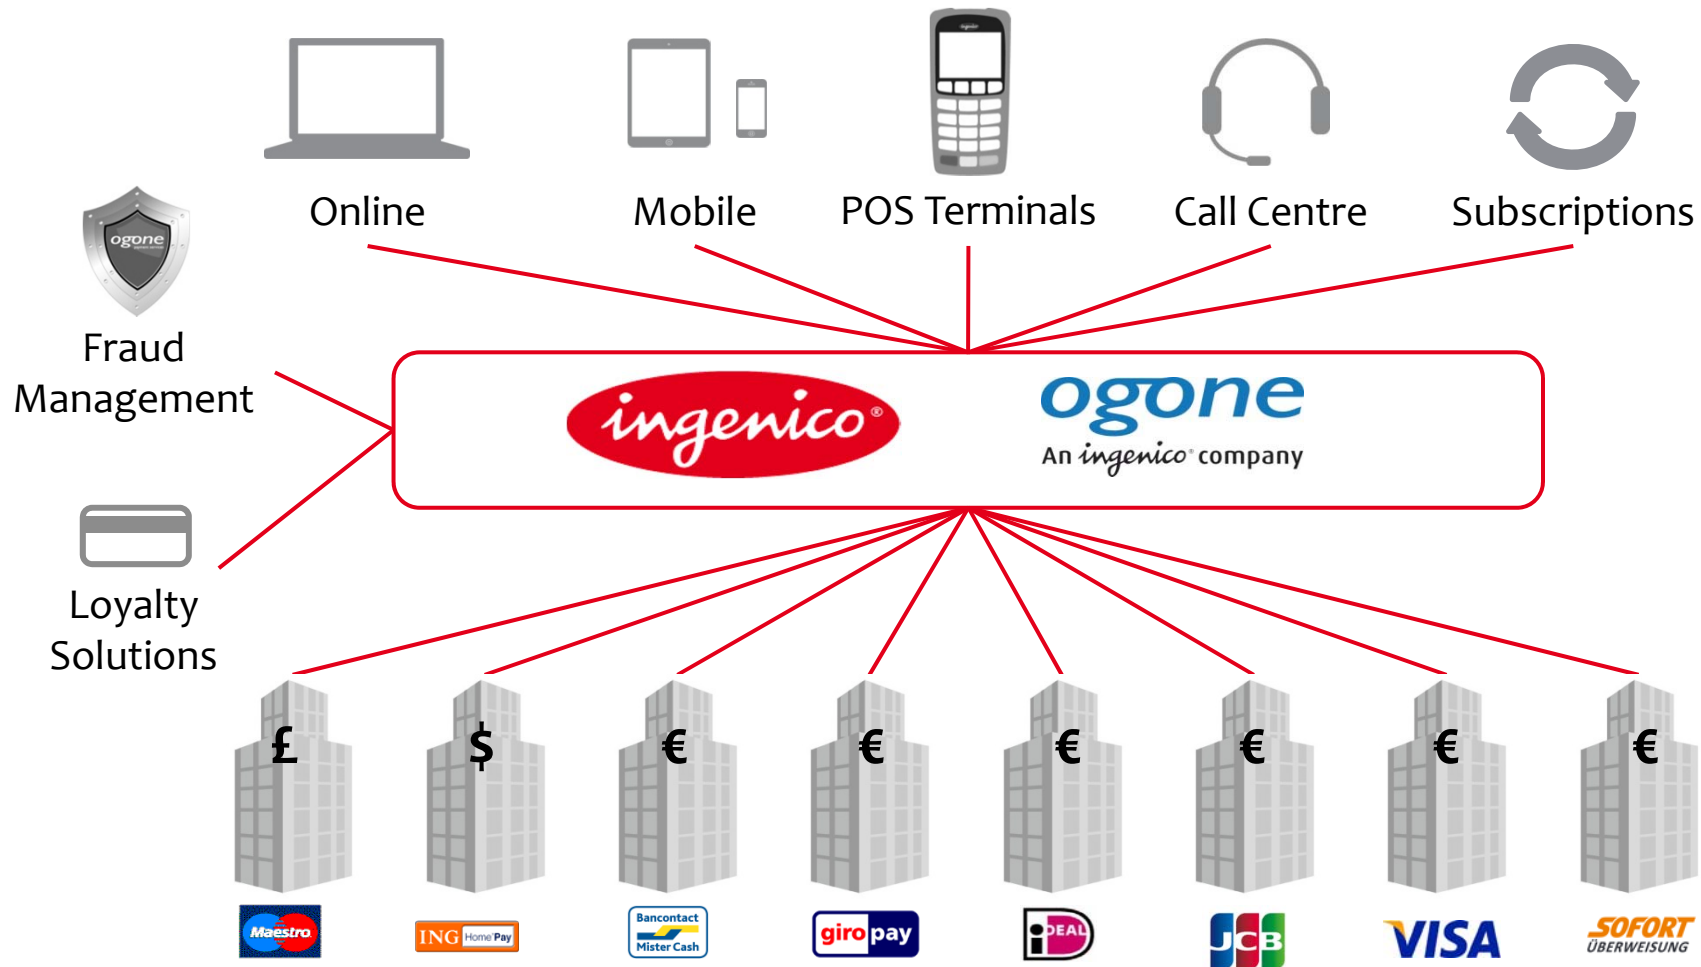 Online
Mobile
POS Terminals
Call Centre
Subscriptions
ogone
Fraud
Management
ingenico®
ogone
An ingenico® company
Loyalty
Solutions
£
$
€
€
€
€
€
€
Maestro
ING Home'Pay
Bancontact
Mister Cash
giropay
iDEAL
JCB
VISA
SOFORT
ÜBERWEISUNG